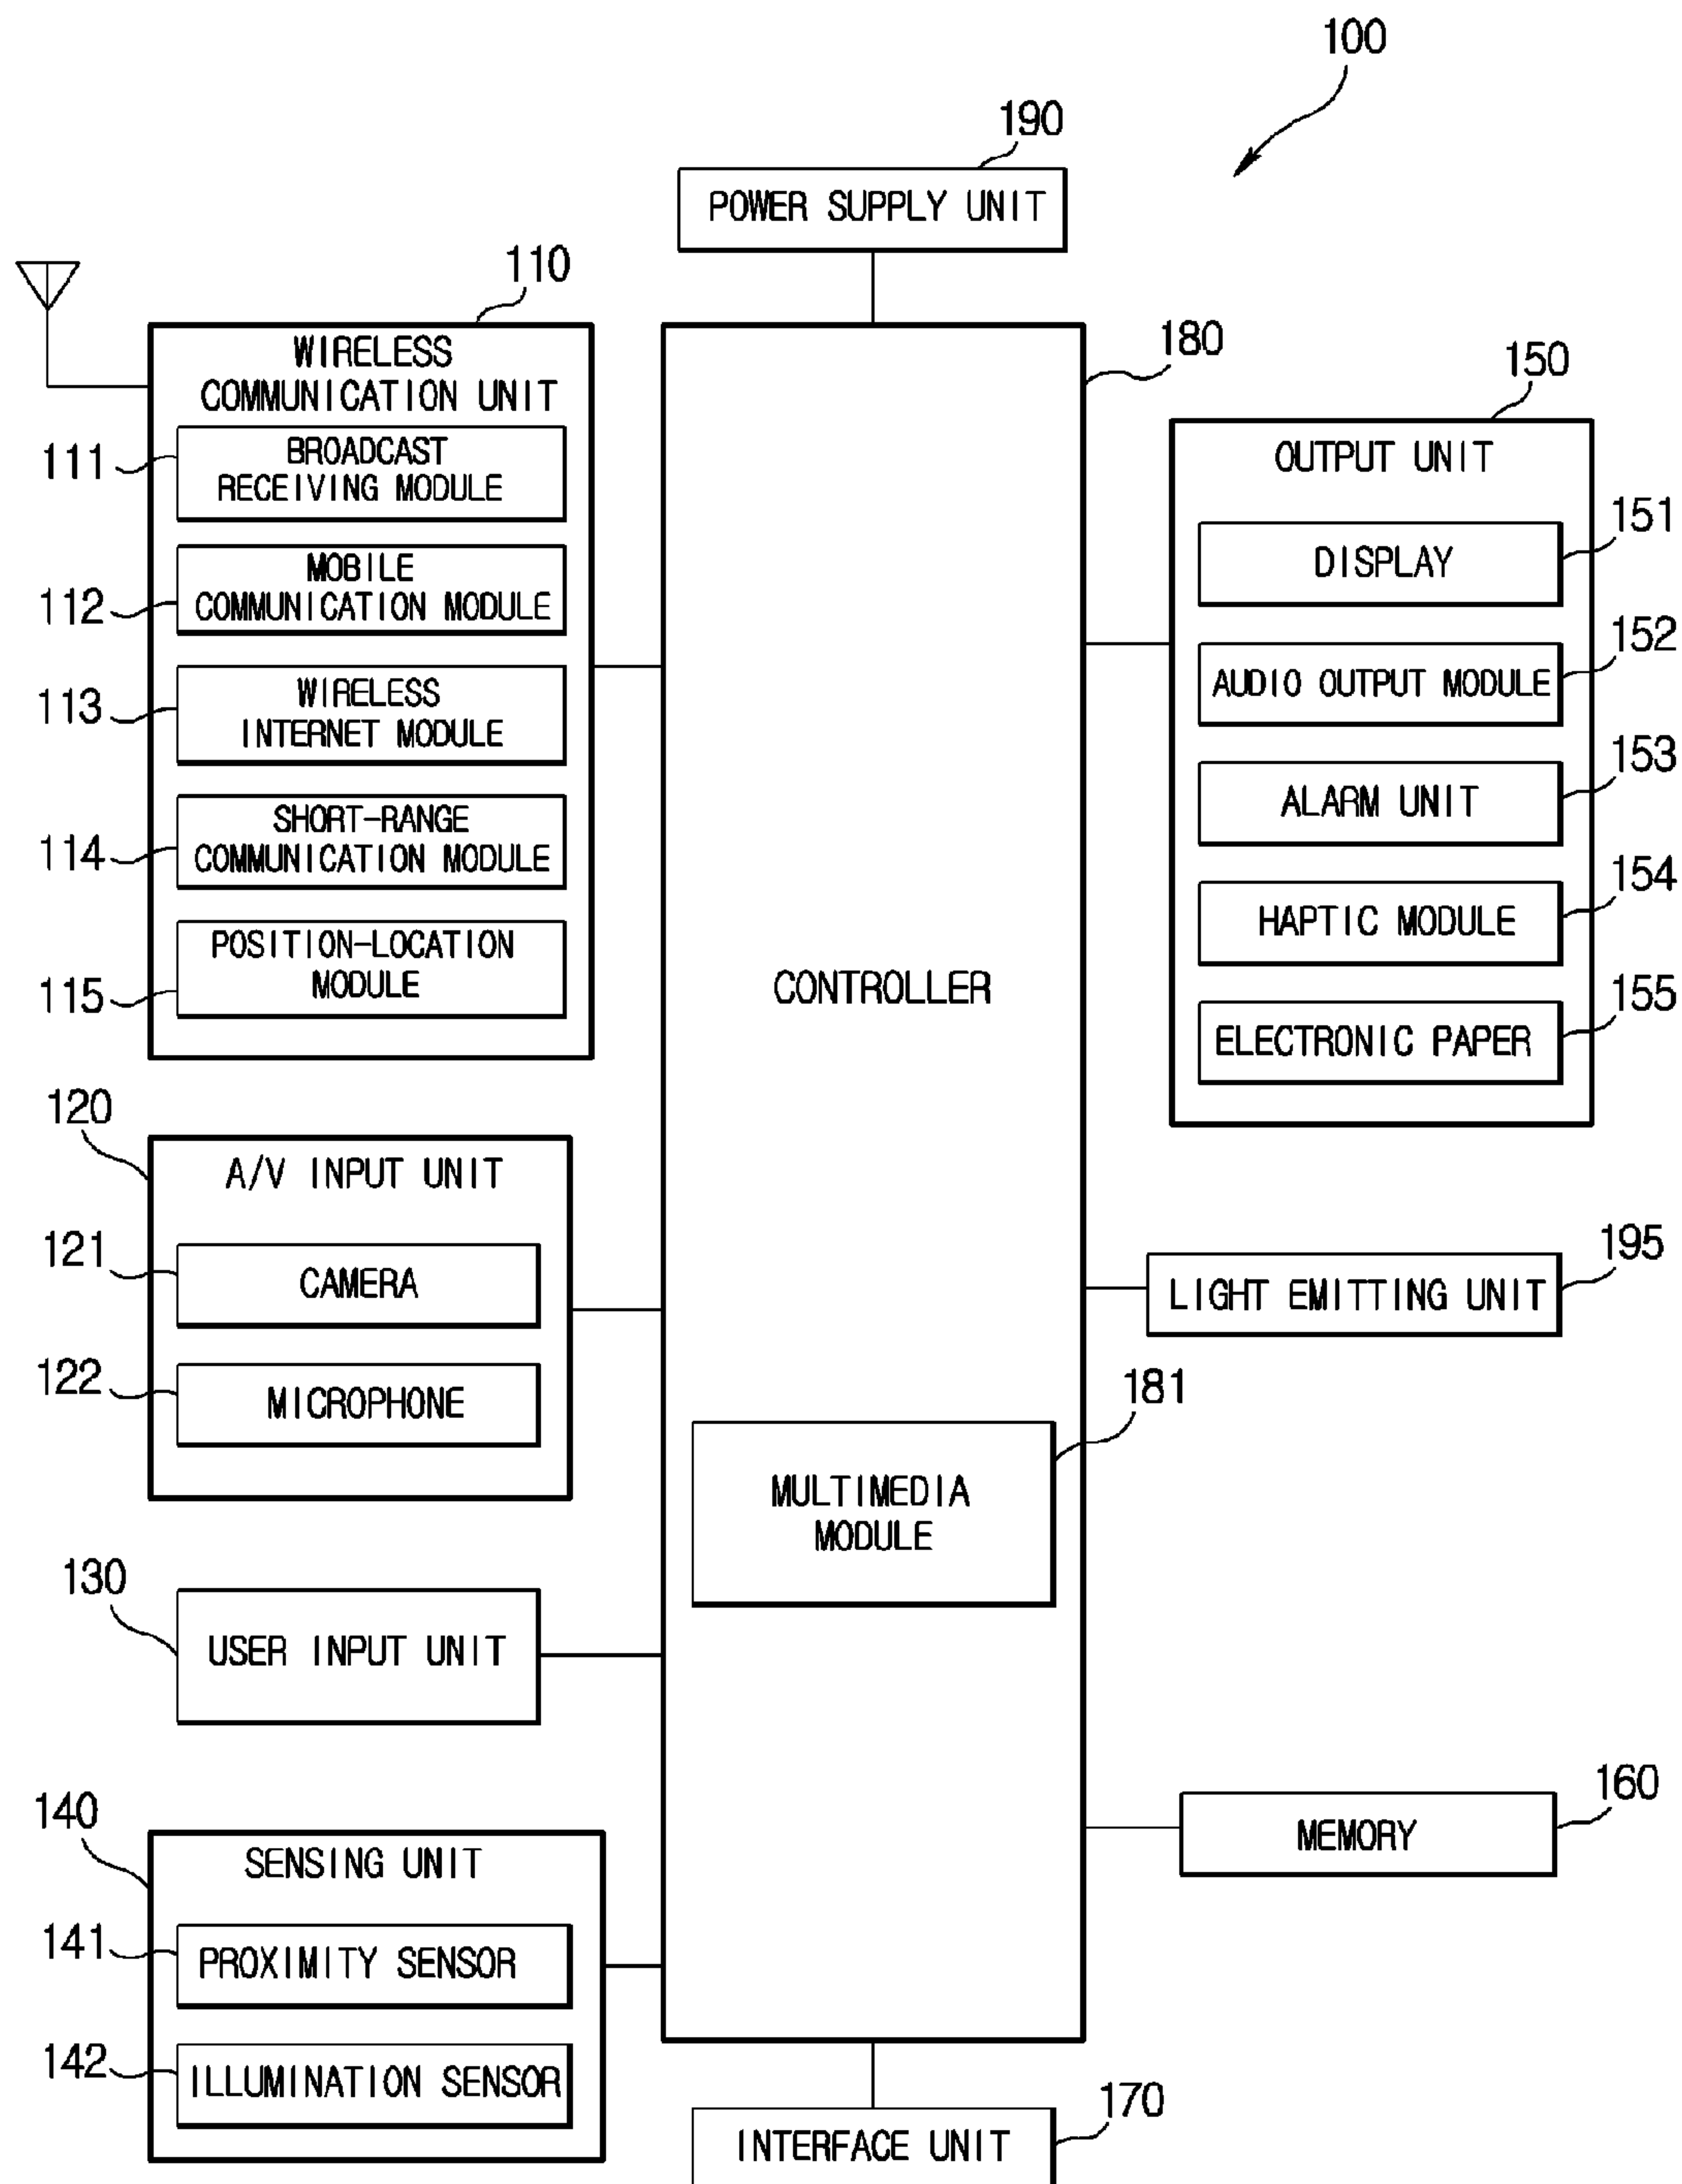 100
190
POWER SUPPLY UNIT
110
WIRELESS
COMMUNICATION UNIT
111
BROADCAST
RECEIVING MODULE
112
MOBILE
COMMUNICATION MODULE
113
WIRELESS
INTERNET MODULE
114
SHORT-RANGE
COMMUNICATION MODULE
115
POSITION-LOCATION
MODULE
120
A/V INPUT UNIT
121
CAMERA
122
MICROPHONE
130
USER INPUT UNIT
140
SENSING UNIT
141
PROXIMITY SENSOR
142
ILLUMINATION SENSOR
180
CONTROLLER
181
MULTIMEDIA
MODULE
150
OUTPUT UNIT
151
DISPLAY
152
AUDIO OUTPUT MODULE
153
ALARM UNIT
154
HAPTIC MODULE
155
ELECTRONIC PAPER
195
LIGHT EMITTING UNIT
160
MEMORY
170
INTERFACE UNIT